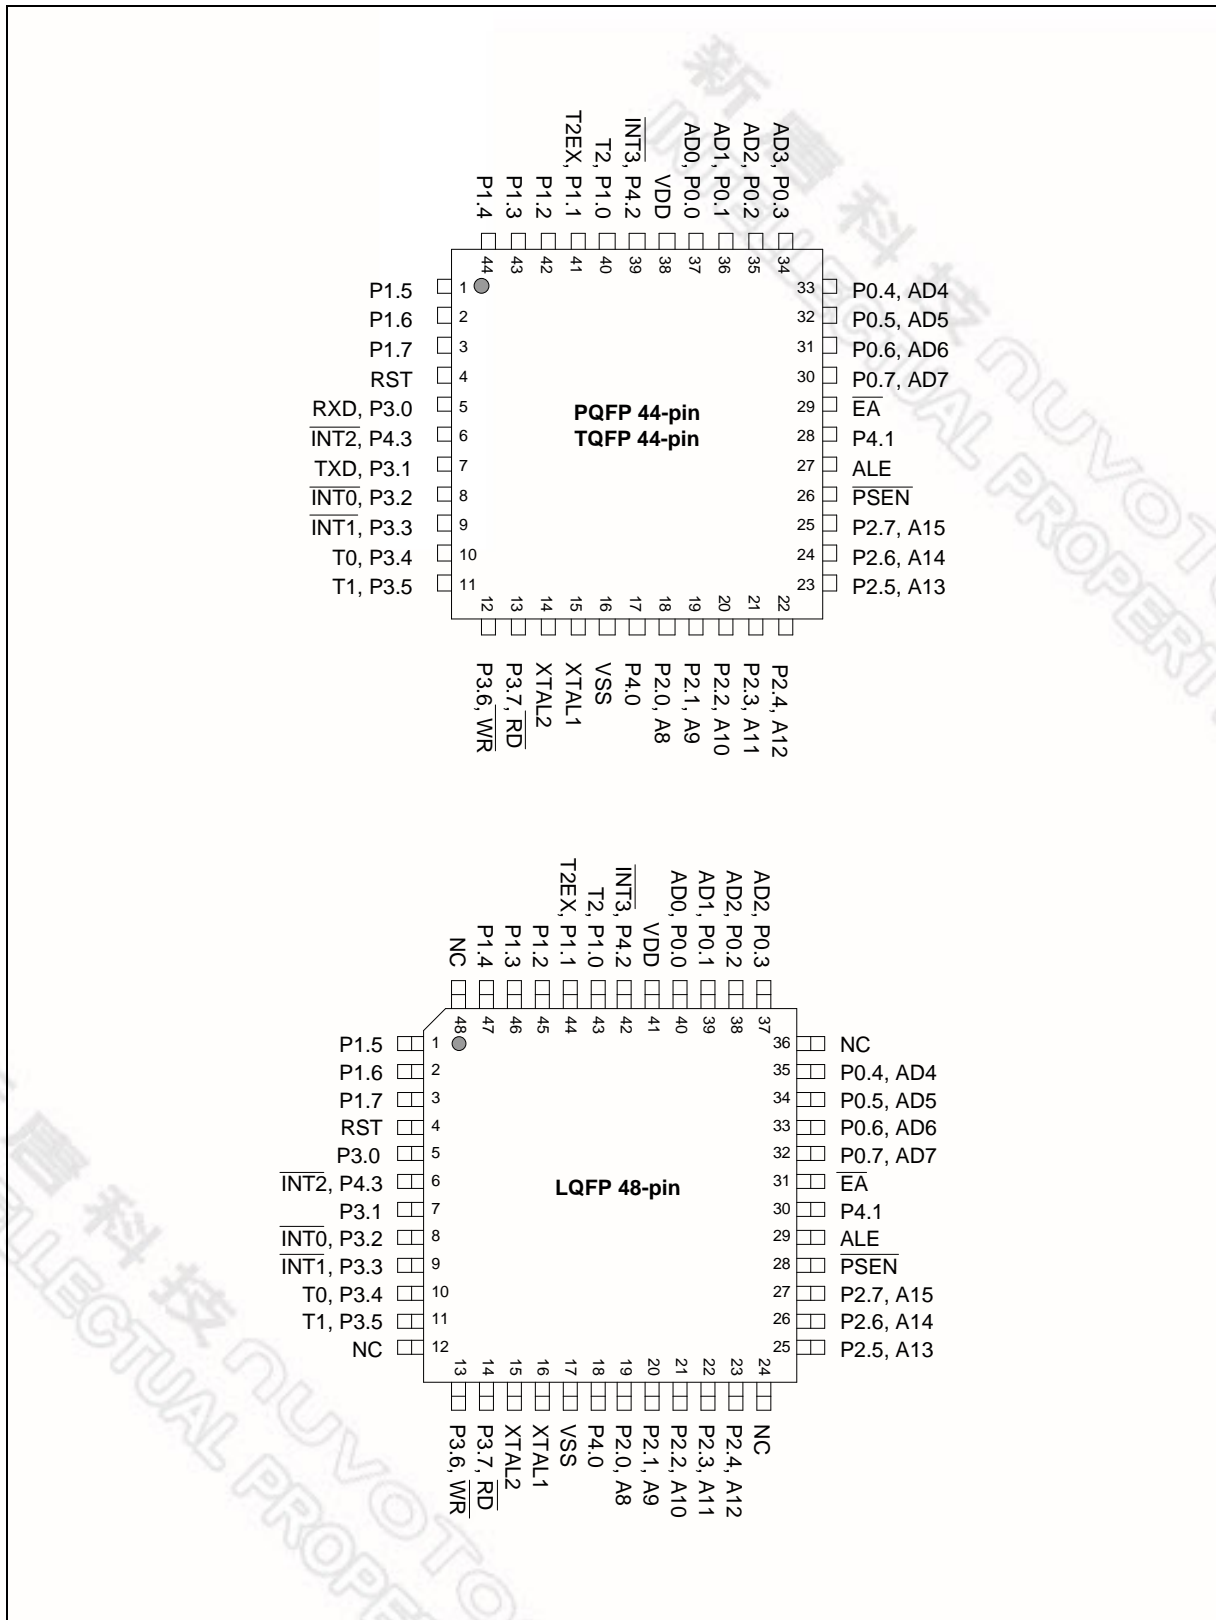 T2EX, P1.1
T2, P1.0
INT3, P4.2
AD0, P0.0
AD1, P0.1
AD2, P0.2
AD3, P0.3
P1.4
P1.3
P1.2
VDD
44
43
42
41
40
39
38
37
36
35
34
P1.5 1 33 P0.4, AD4
P1.6 2 32 P0.5, AD5
P1.7 3 31 P0.6, AD6
RST 4 30 P0.7, AD7
RXD, P3.0 5 29 EA
INT2, P4.3 6 28 P4.1
TXD, P3.1 7 27 ALE
INT0, P3.2 8 26 PSEN
INT1, P3.3 9 25 P2.7, A15
T0, P3.4 10 24 P2.6, A14
T1, P3.5 11 23 P2.5, A13
PQFP 44-pin
TQFP 44-pin
12
13
14
15
16
17
18
19
20
21
22
P3.6, WR
P3.7, RD
XTAL2
XTAL1
VSS
P4.0
P2.0, A8
P2.1, A9
P2.2, A10
P2.3, A11
P2.4, A12
NC
P1.4
P1.3
P1.2
T2EX, P1.1
T2, P1.0
INT3, P4.2
VDD
AD0, P0.0
AD1, P0.1
AD2, P0.2
AD2, P0.3
48
47
46
45
44
43
42
41
40
39
38
37
P1.5 1 36 NC
P1.6 2 35 P0.4, AD4
P1.7 3 34 P0.5, AD5
RST 4 33 P0.6, AD6
P3.0 5 32 P0.7, AD7
INT2, P4.3 6 31 EA
P3.1 7 30 P4.1
INT0, P3.2 8 29 ALE
INT1, P3.3 9 28 PSEN
T0, P3.4 10 27 P2.7, A15
T1, P3.5 11 26 P2.6, A14
NC 12 25 P2.5, A13
LQFP 48-pin
13
14
15
16
17
18
19
20
21
22
23
24
P3.6, WR
P3.7, RD
XTAL2
XTAL1
VSS
P4.0
P2.0, A8
P2.1, A9
P2.2, A10
P2.3, A11
P2.4, A12
NC
新唐科技 nuvoTo
INTELLECTUAL PROPERT
唐科技 nuvoTo
LLECTUAL PROPER